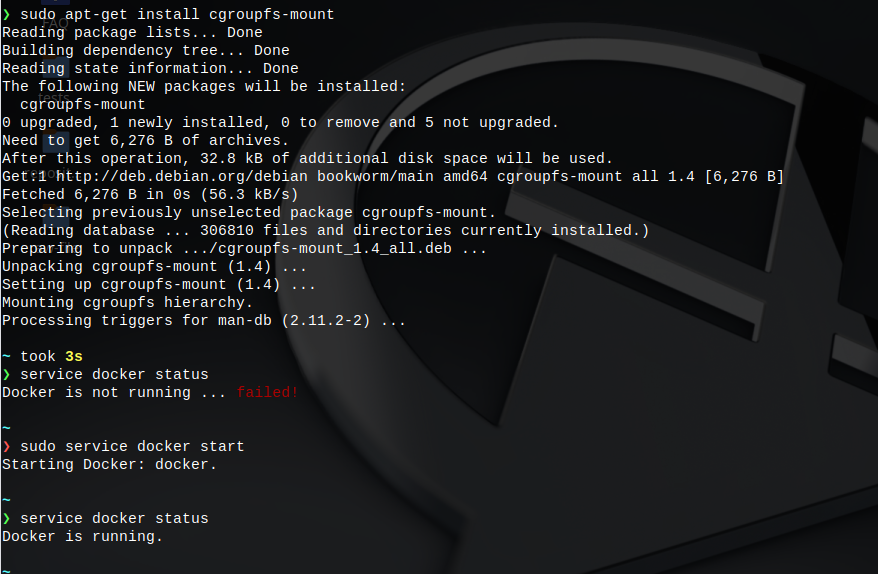 ❯ sudo apt-get install cgroupfs-mount
FAQ
Reading package lists... Done
Building dependency tree... Done
Reading state information... Done
The following NEW packages will be installed:
tests
  cgroupfs-mount
0 upgraded, 1 newly installed, 0 to remove and 5 not upgraded.
Need to get 6,276 B of archives.
After this operation, 32.8 kB of additional disk space will be used.
Get:1 http://deb.debian.org/debian bookworm/main amd64 cgroupfs-mount all 1.4 [6,276 B]
Fetched 6,276 B in 0s (56.3 kB/s)
Selecting previously unselected package cgroupfs-mount.
(Reading database ... 306810 files and directories currently installed.)
Preparing to unpack .../cgroupfs-mount_1.4_all.deb ...
Unpacking cgroupfs-mount (1.4) ...
Setting up cgroupfs-mount (1.4) ...
Mounting cgroupfs hierarchy.
Processing triggers for man-db (2.11.2-2) ...
~ took 3s
❯ service docker status
Docker is not running ... failed!
~
❯ sudo service docker start
Starting Docker: docker.
~
❯ service docker status
Docker is running.
~